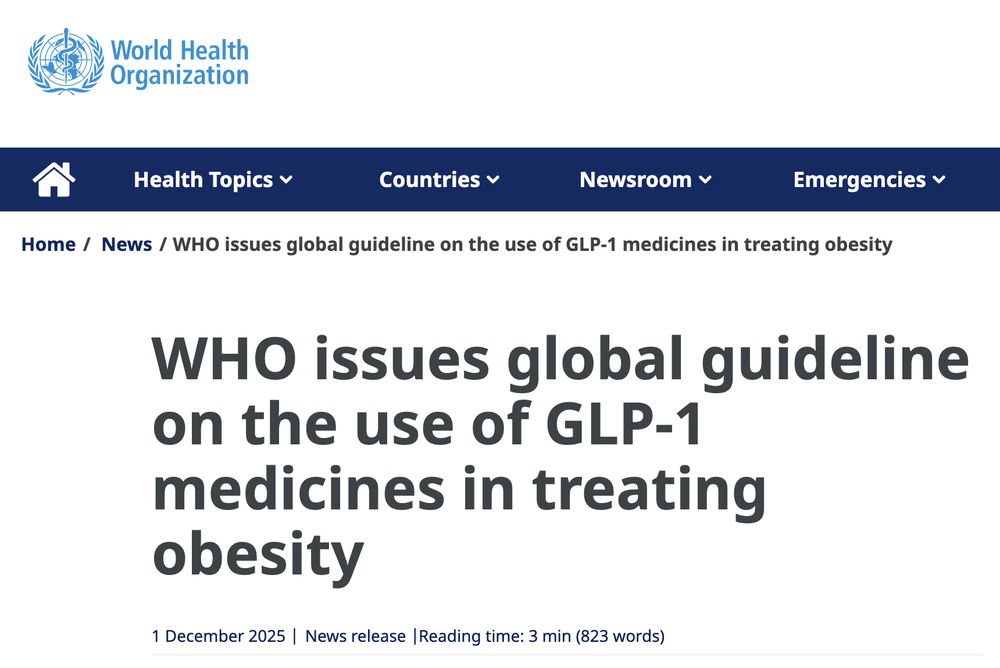 World Health
Organization
Health Topics
Countries
Newsroom
Emergencies
Home / News / WHO issues global guideline on the use of GLP-1 medicines in treating obesity
WHO issues global guideline
on the use of GLP-1
medicines in treating
obesity
1 December 2025 | News release |Reading time: 3 min (823 words)